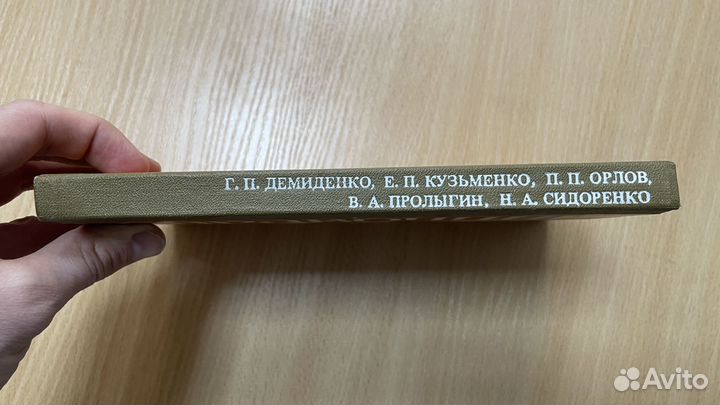 Г. П. ДЕМИДЕНКО, Е. П. КУЗЬМЕНКО, П. П. ОРЛОВ,
В. А. ПРОЛЫГИН, Н. А. СИДОРЕНКО
Avito